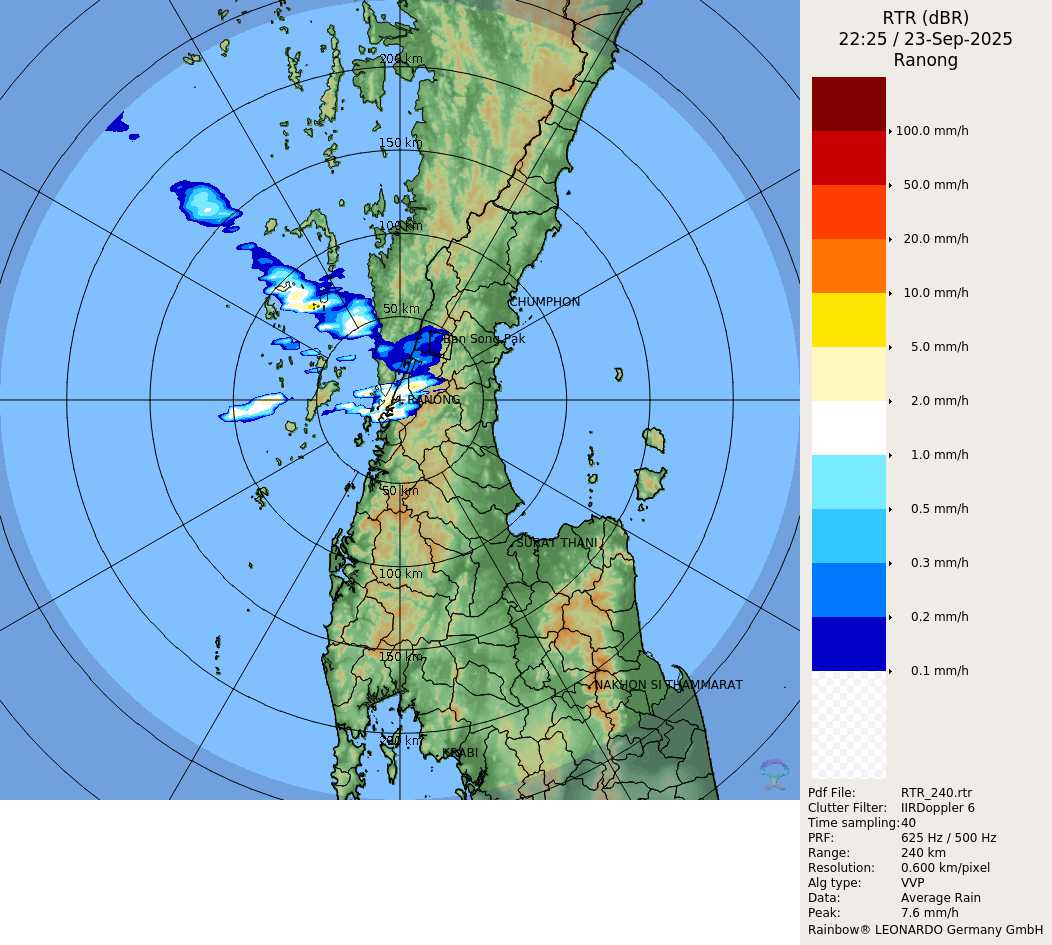 200 km
150 km
100 km
50 km
CHUMPHON
Ban Song Pak
RANONG
50 km
SURAT THANI
100 km
150 km
NAKHON SI THAMMARAT
200 km
KRABI
RTR (dBR)
22:25 / 23-Sep-2025
Ranong
100.0 mm/h
50.0 mm/h
20.0 mm/h
10.0 mm/h
5.0 mm/h
2.0 mm/h
1.0 mm/h
0.5 mm/h
0.3 mm/h
0.2 mm/h
0.1 mm/h
Pdf File: RTR_240.rtr
Clutter Filter: IIRDoppler 6
Time sampling: 40
PRF: 625 Hz / 500 Hz
Range: 240 km
Resolution: 0.600 km/pixel
Alg type: VVP
Data: Average Rain
Peak: 7.6 mm/h
Rainbow® LEONARDO Germany GmbH